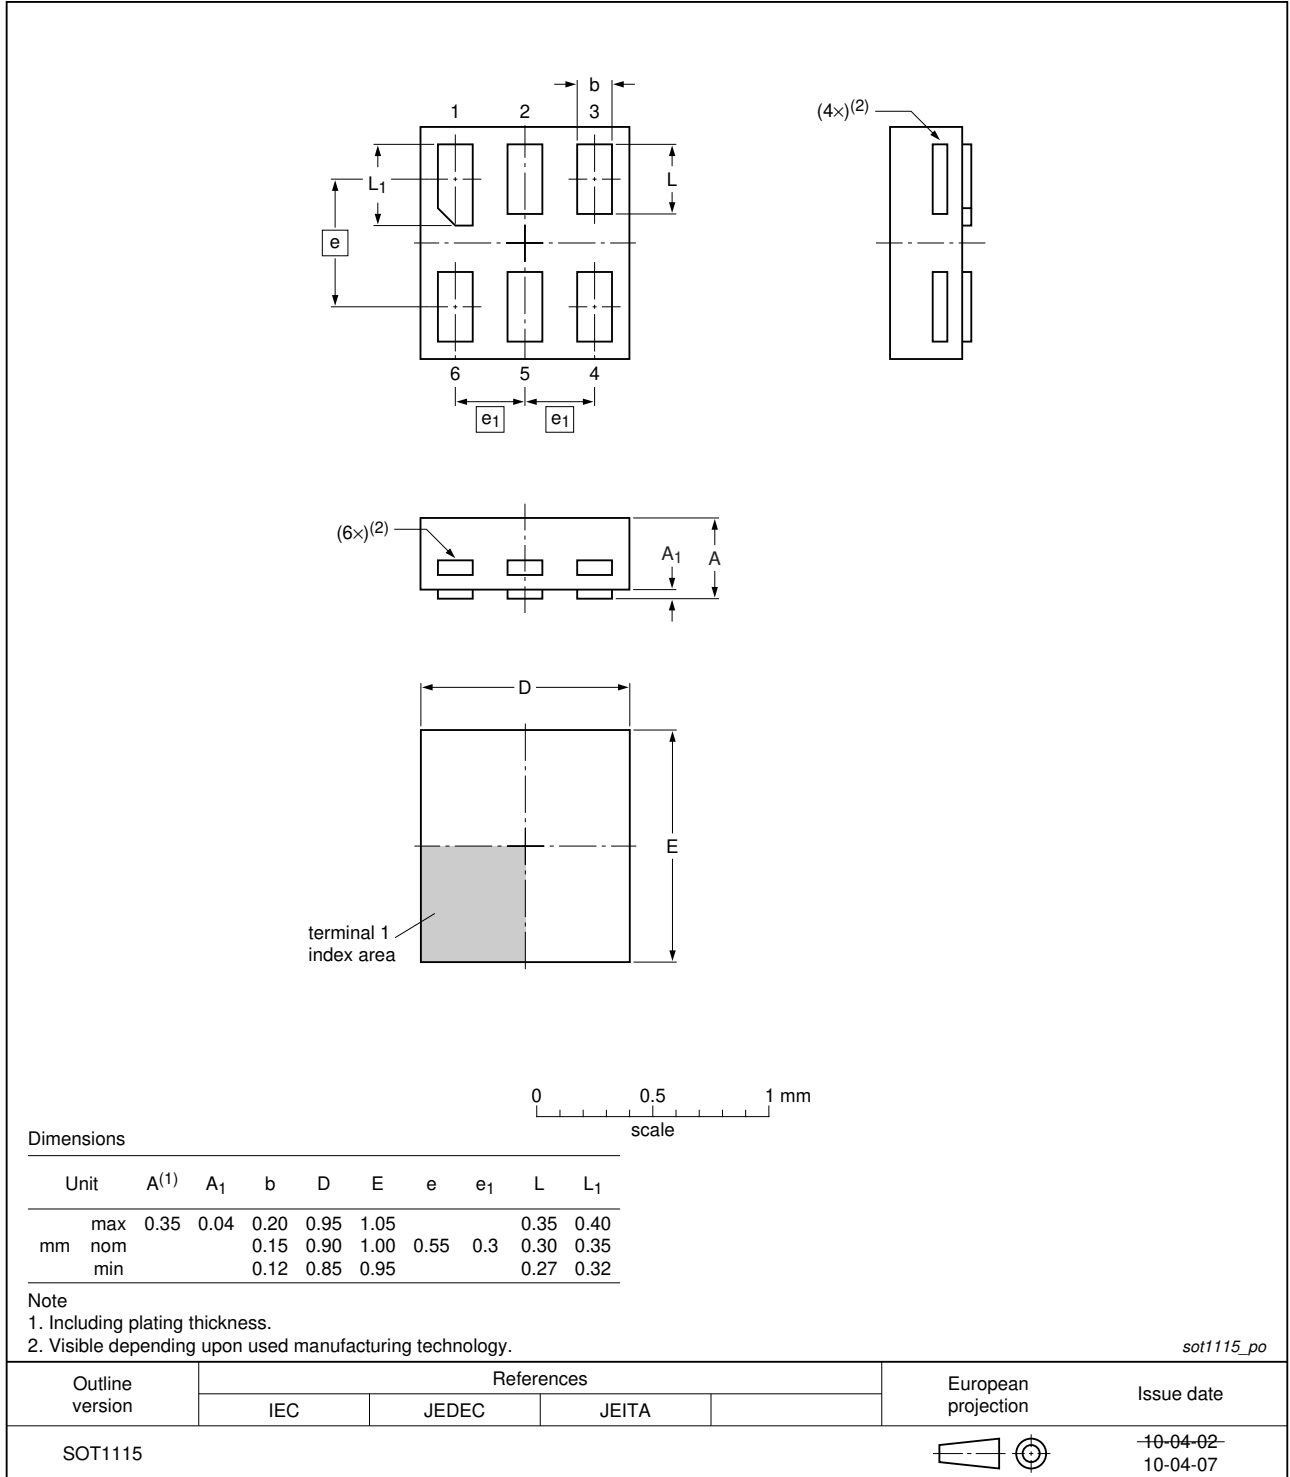 b
1 2 3
(4×)(2)
L1
L
e
6 5 4
e1 e1
(6×)(2)
A1 A
D
E
terminal 1
index area
0 0.5 1 mm
scale
Dimensions
Unit A(1) A1 b D E e e1 L L1
max 0.35 0.04 0.20 0.95 1.05 0.35 0.40
mm nom 0.15 0.90 1.00 0.55 0.3 0.30 0.35
min 0.12 0.85 0.95 0.27 0.32
Note
1. Including plating thickness.
2. Visible depending upon used manufacturing technology.
sot1115_po
Outline version
References
IEC JEDEC JEITA
European projection
Issue date
SOT1115
10-04-02
10-04-07